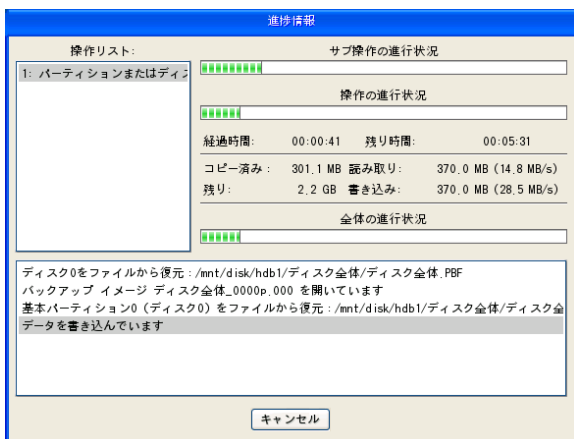 進捗情報
操作リスト:
1: パーティションまたはディス
サブ操作の進行状況
操作の進行状況
経過時間: 00:00:41 残り時間: 00:05:31
コピー済み: 301.1 MB 読み取り: 370.0 MB (14.8 MB/s)
残り: 2.2 GB 書き込み: 370.0 MB (28.5 MB/s)
全体の進行状況
ディスク0をファイルから復元:/mnt/disk/hdb1/ディスク全体/ディスク全体.PBF
バックアップ イメージ ディスク全体_0000p.000 を開いています
基本パーティション0（ディスク0）をファイルから復元:/mnt/disk/hdb1/ディスク全体/ディスク全
データを書き込んでいます
キャンセル